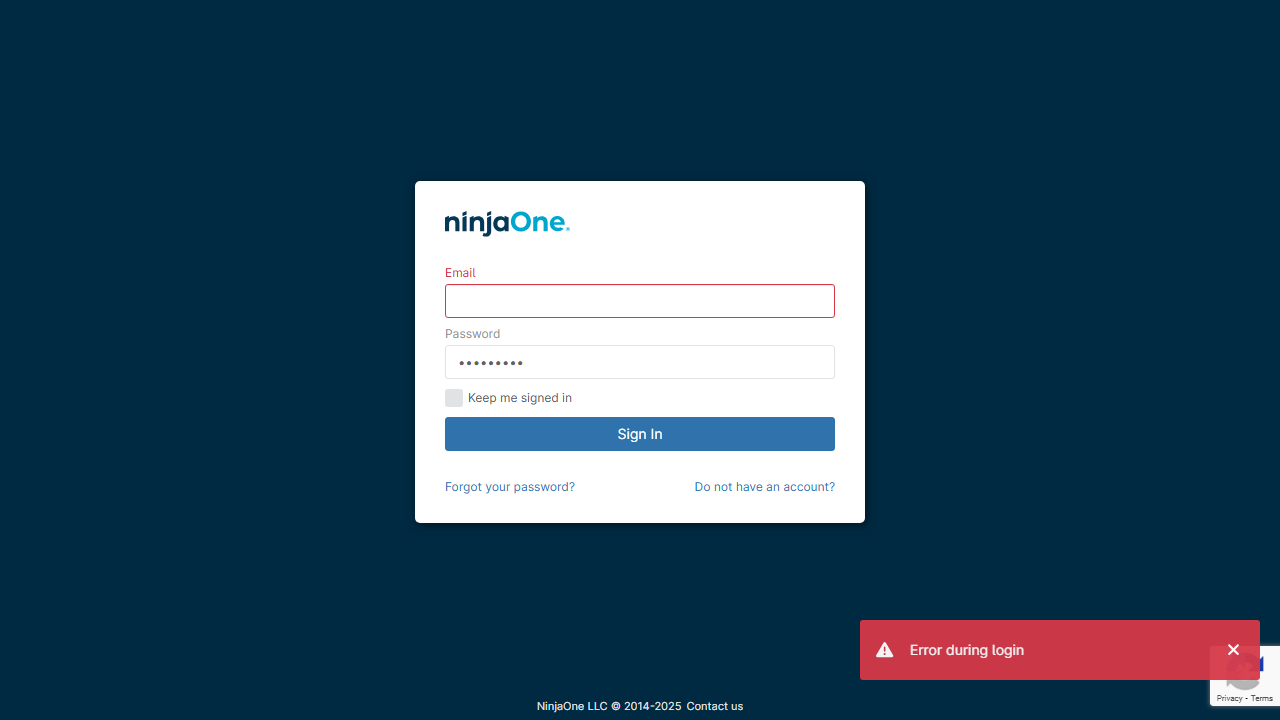 ninjaOne
Email
Password
Keep me signed in
Sign In
Forgot your password?
Do not have an account?
Error during login
Privacy - Terms
NinjaOne LLC © 2014-2025 Contact us